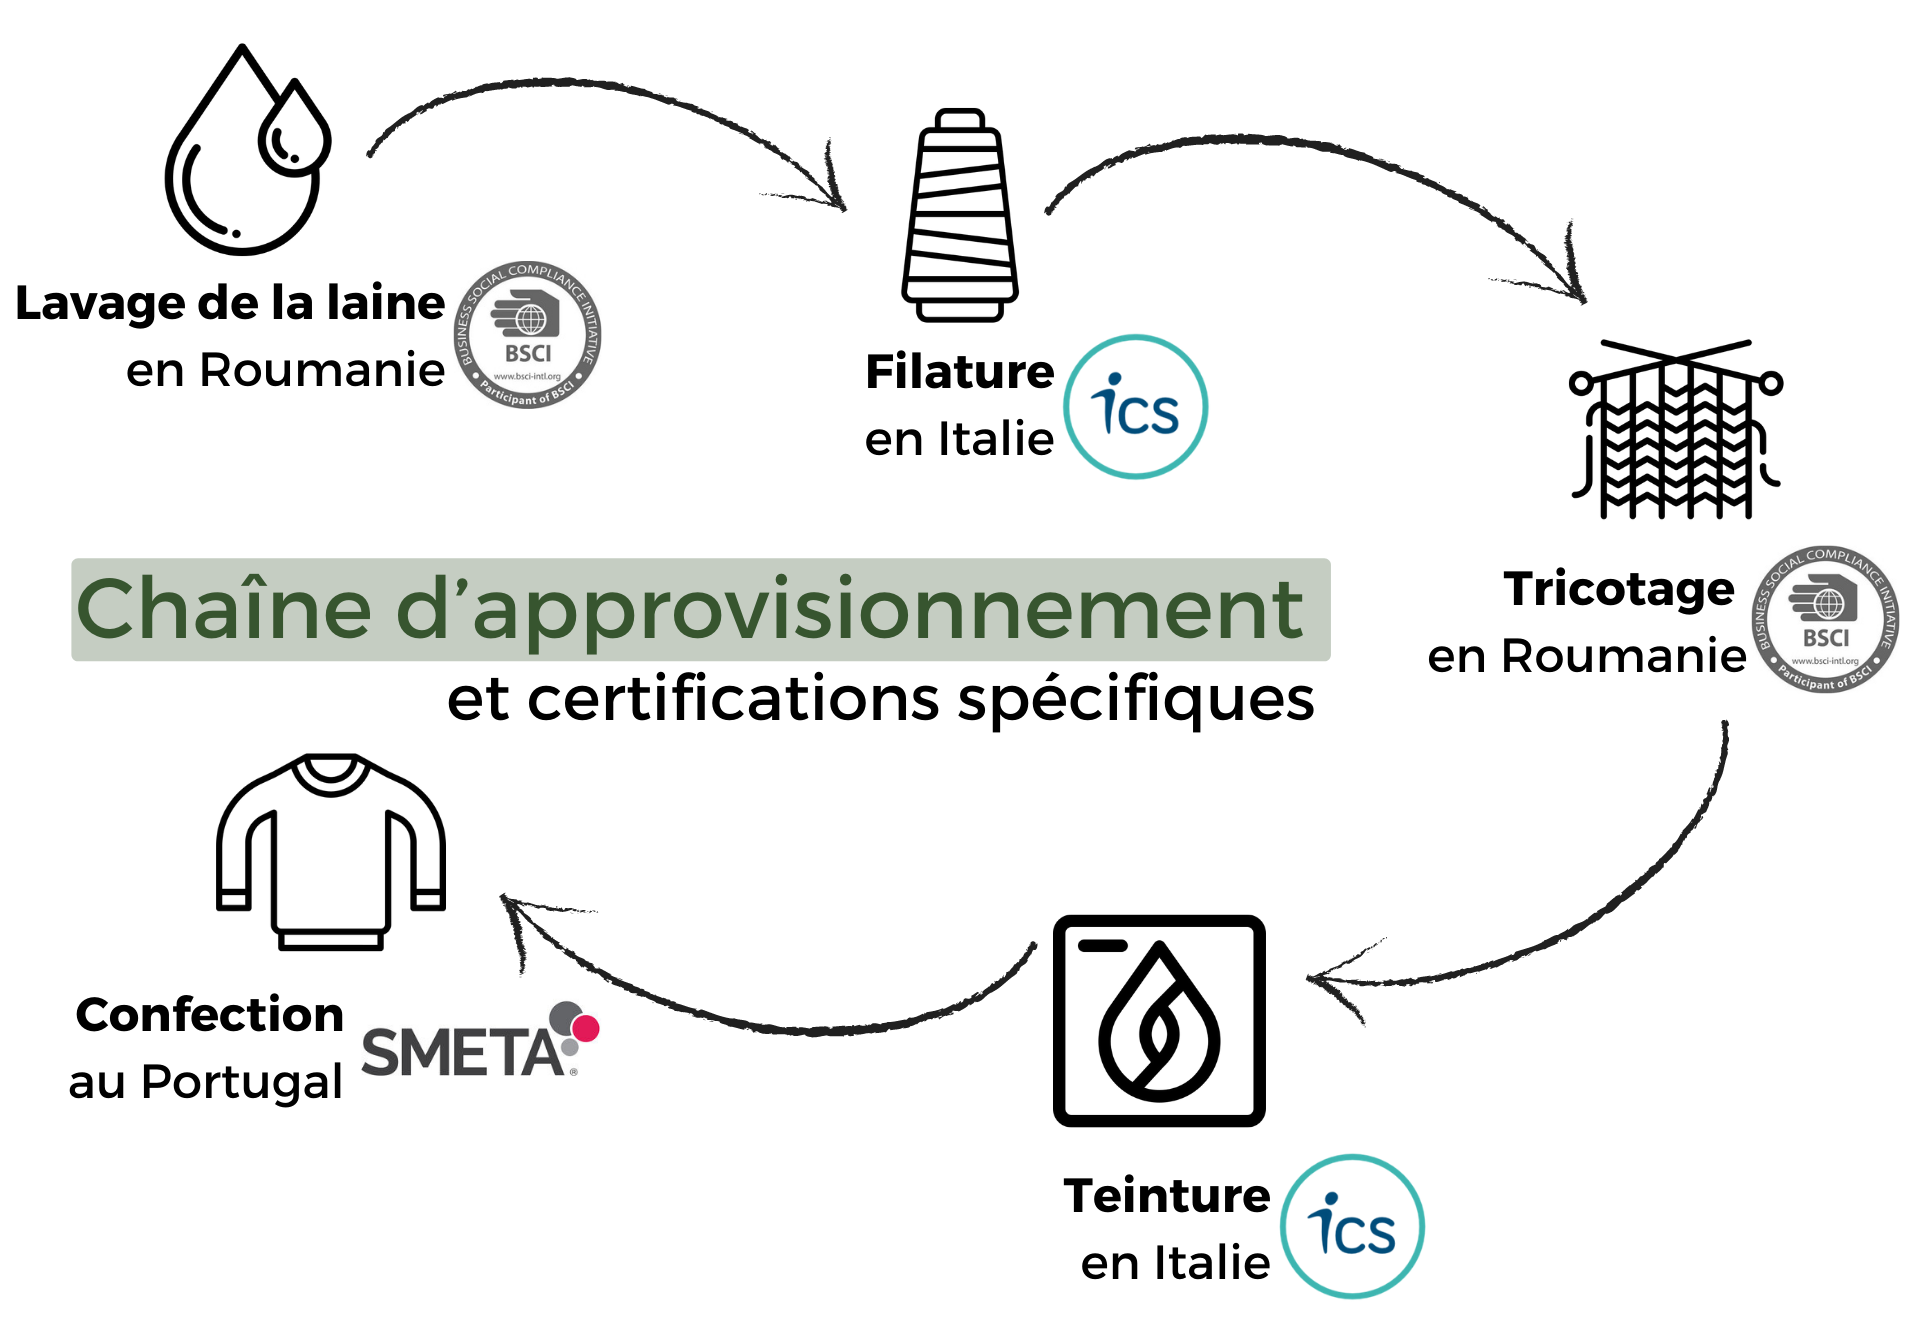 Lavage de la laine
en Roumanie
BUSINESS SOCIAL COMPLIANCE INITIATIVE
BSCI
www.bsci-intl.org
• Participant of BSCI •
Filature
en Italie
ics
Tricotage
en Roumanie
BUSINESS SOCIAL COMPLIANCE INITIATIVE
BSCI
www.bsci-intl.org
• Participant of BSCI •
Chaîne d’approvisionnement
et certifications spécifiques
Confection
au Portugal
SMETA®
Teinture
en Italie
ics